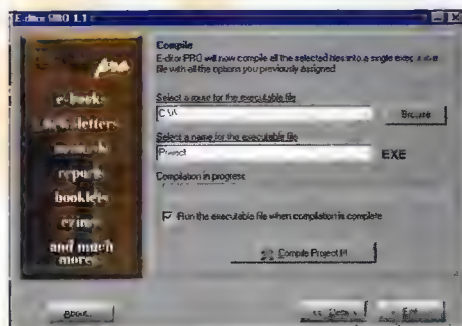 E-ditor PRO 1.1
Compile
E-ditor PRO will now compile all the selected files into a single executable
file with all the options you previously assigned
Select a route for the executable file
C:\
Browse
Select a name for the executable file
Project
EXE
Compilation in progress
Run the executable file when compilation is complete
Compile Project !!!
pro
e-books
letters
manuals
reports
booklets
ezines
and much
more
About...
Exit